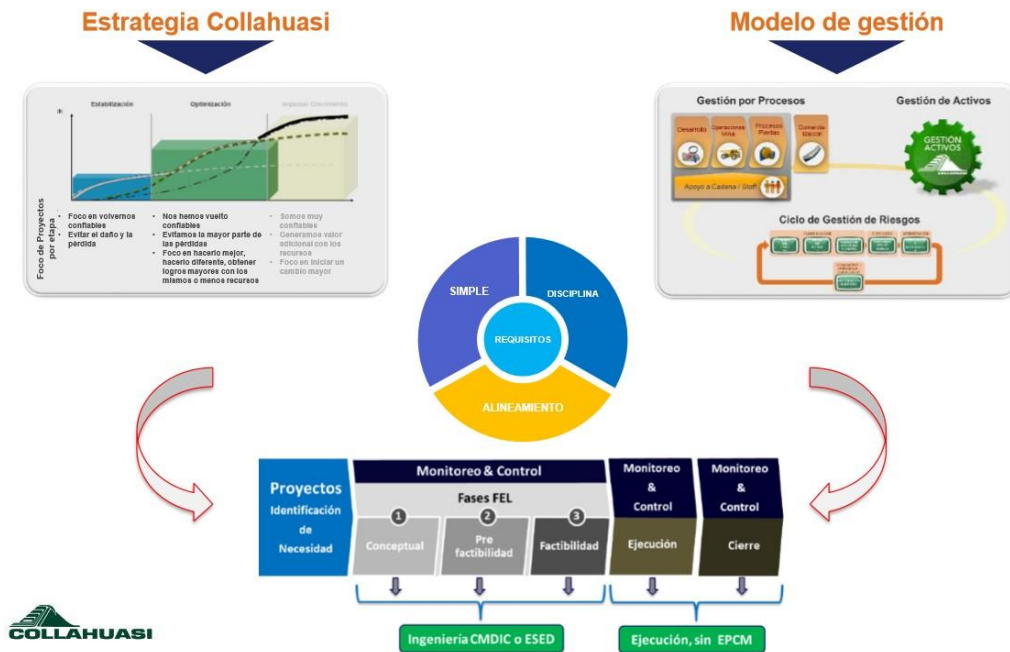 Estrategia Collahuasi
Modelo de gestión
Estabilización
Optimización
Impulsar Crecimiento
Foco de Proyectos
por etapa
• Foco en volvernos
confiables
• Evitar el daño y la
pérdida
• Nos hemos vuelto
confiables
• Evitamos la mayor parte de
las pérdidas
• Foco en hacerlo mejor,
hacerlo diferente, obtener
logros mayores con los
mismos o menos recursos
• Somos muy
confiables
• Generamos valor
adicional con los
recursos
• Foco en iniciar un
cambio mayor
Gestión por Procesos
Gestión de Activos
Desarrollo
Operaciones
Mina
Procesos
Plantas
Comercia-
lización
Apoyo a Cadena / Staff
GESTIÓN
ACTIVOS
COLLAHUASI
Ciclo de Gestión de Riesgos
SIMPLE
DISCIPLINA
REQUISITOS
ALINEAMIENTO
Proyectos
Identificación
de
Necesidad
Monitoreo & Control
Fases FEL
1
Conceptual
2
Pre
factibilidad
3
Factibilidad
Monitoreo
&
Control
Ejecución
Monitoreo
&
Control
Cierre
Ingeniería CMDIC o ESED
Ejecución, sin EPCM
COLLAHUASI